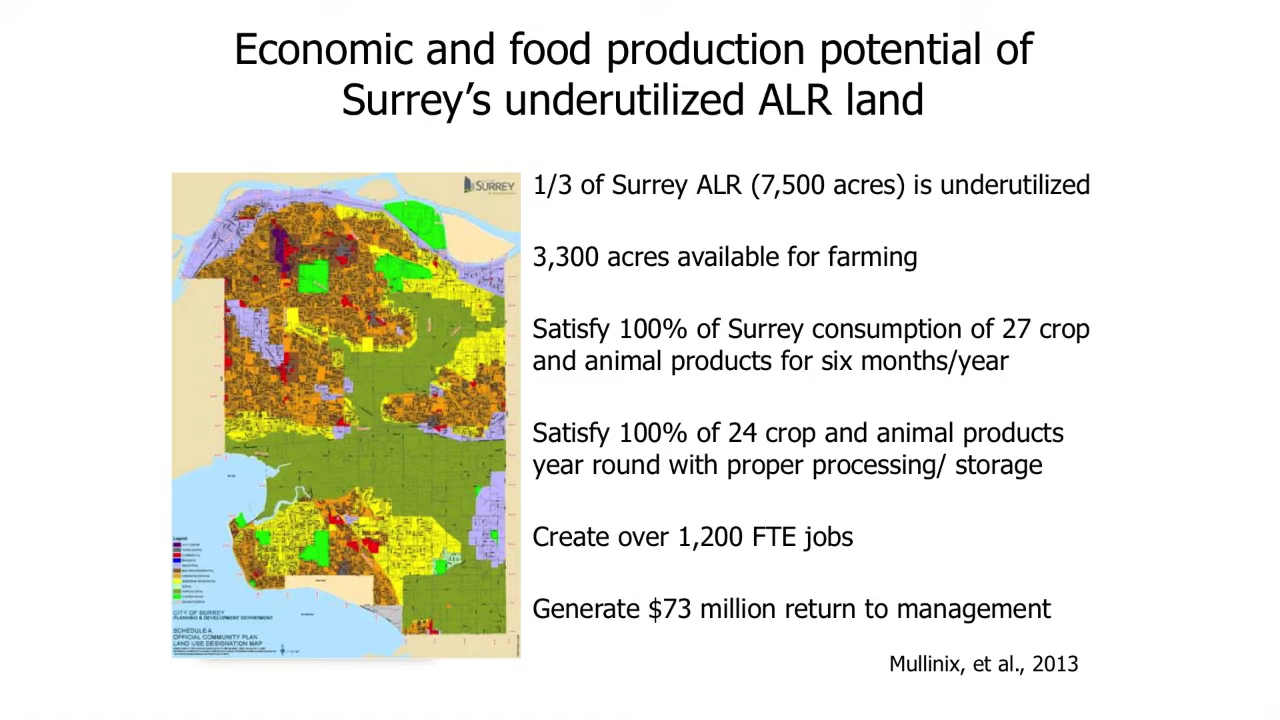 Economic and food production potential of
Surrey’s underutilized ALR land
SURREY
1/3 of Surrey ALR (7,500 acres) is underutilized
3,300 acres available for farming
Satisfy 100% of Surrey consumption of 27 crop
and animal products for six months/year
Satisfy 100% of 24 crop and animal products
year round with proper processing/ storage
Create over 1,200 FTE jobs
Generate $73 million return to management
Legend
CITY OF SURREY
PLANNING & DEVELOPMENT DEPARTMENT
SCHEDULE A
OFFICIAL COMMUNITY PLAN
LAND USE DESIGNATION MAP
Mullinix, et al., 2013